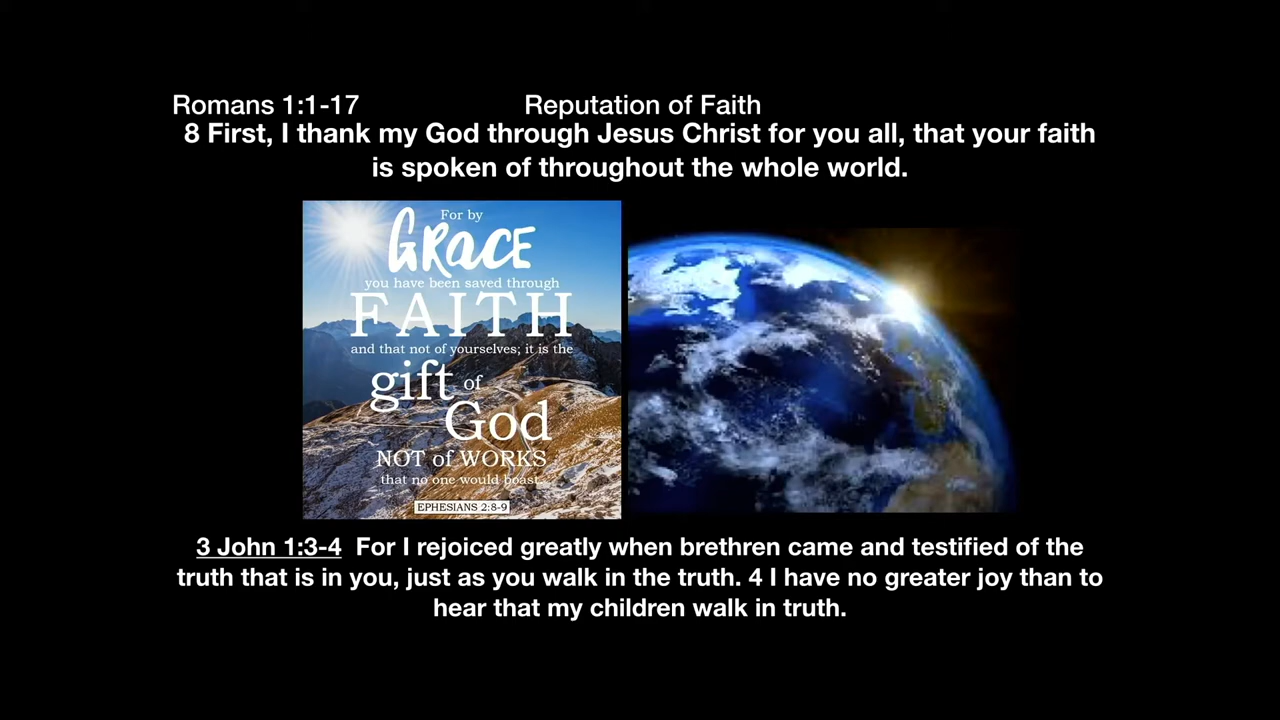 Romans 1:1-17 Reputation of Faith
8 First, I thank my God through Jesus Christ for you all, that your faith
is spoken of throughout the whole world.
For by
GRACE
you have been saved through
FAITH
and that not of yourselves; it is the
gift of
God
NOT of WORKS
that no one would boast.
EPHESIANS 2:8-9
3 John 1:3-4 For I rejoiced greatly when brethren came and testified of the
truth that is in you, just as you walk in the truth. 4 I have no greater joy than to
hear that my children walk in truth.